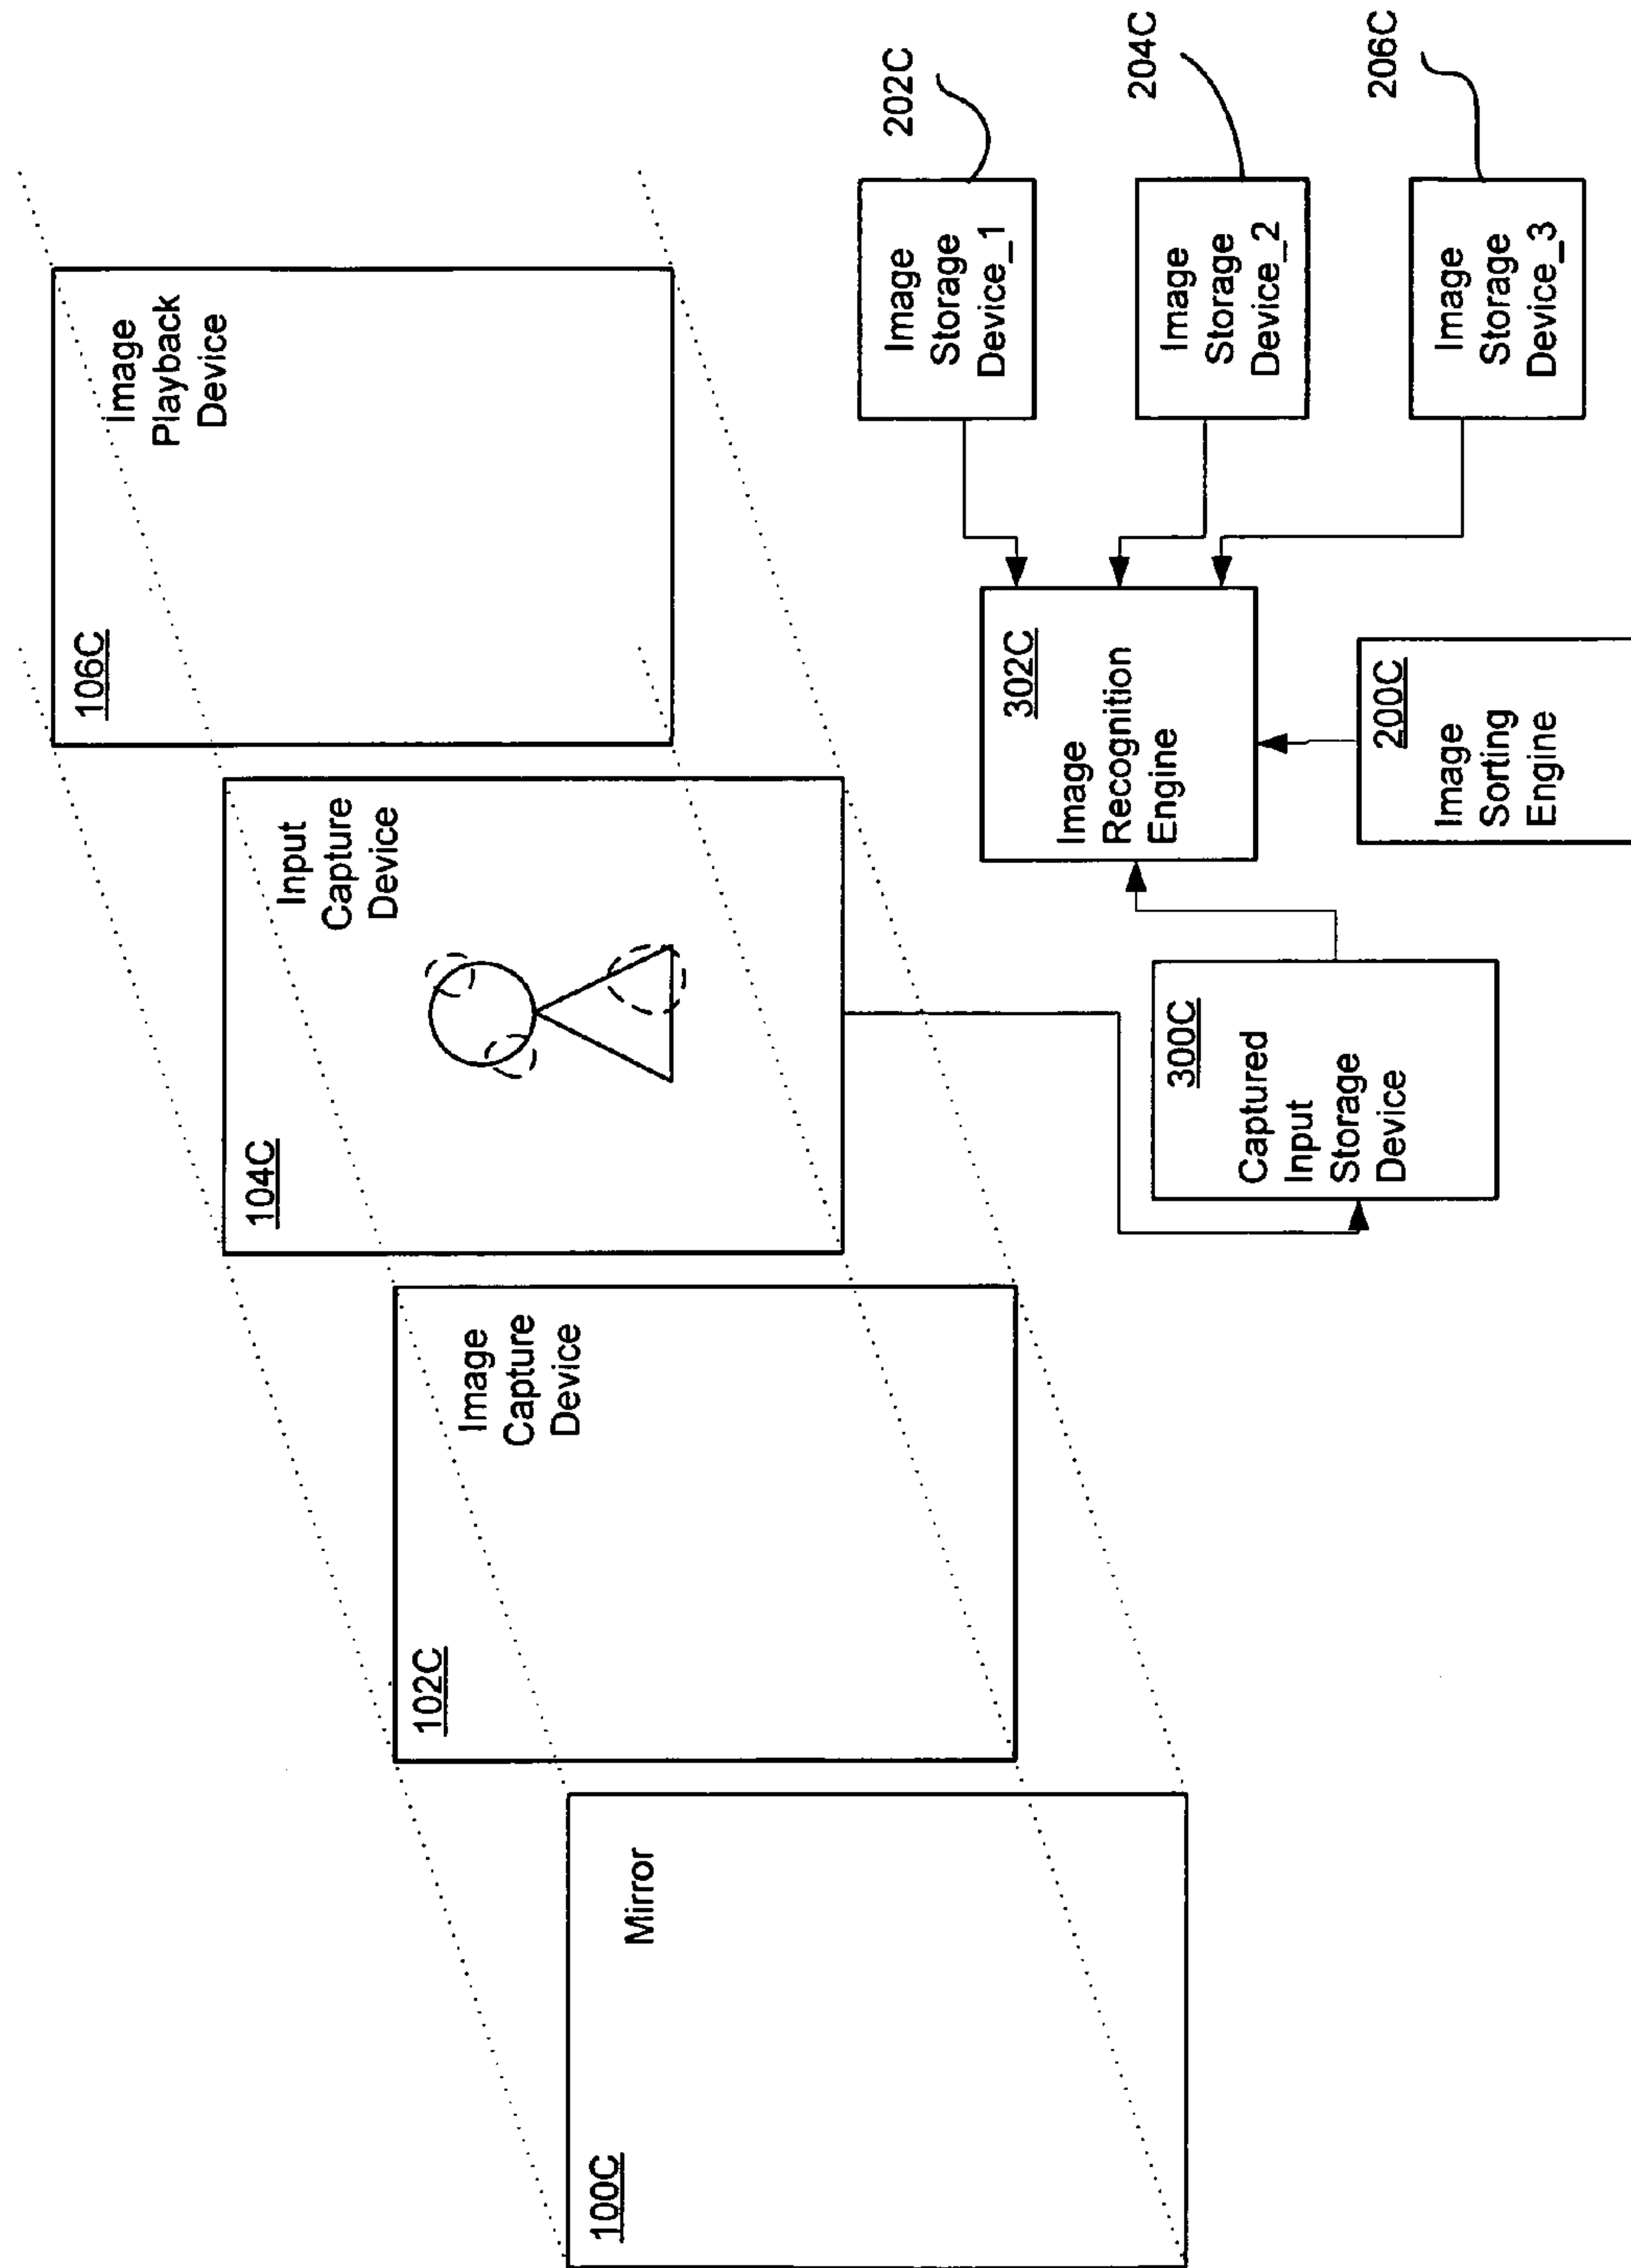 100C
Mirror
102C
Image
Capture
Device
104C
Input
Capture
Device
106C
Image
Playback
Device
300C
Captured
Input
Storage
Device
302C
Image
Recognition
Engine
200C
Image
Sorting
Engine
Image
Storage
Device_1
202C
Image
Storage
Device_2
204C
Image
Storage
Device_3
206C